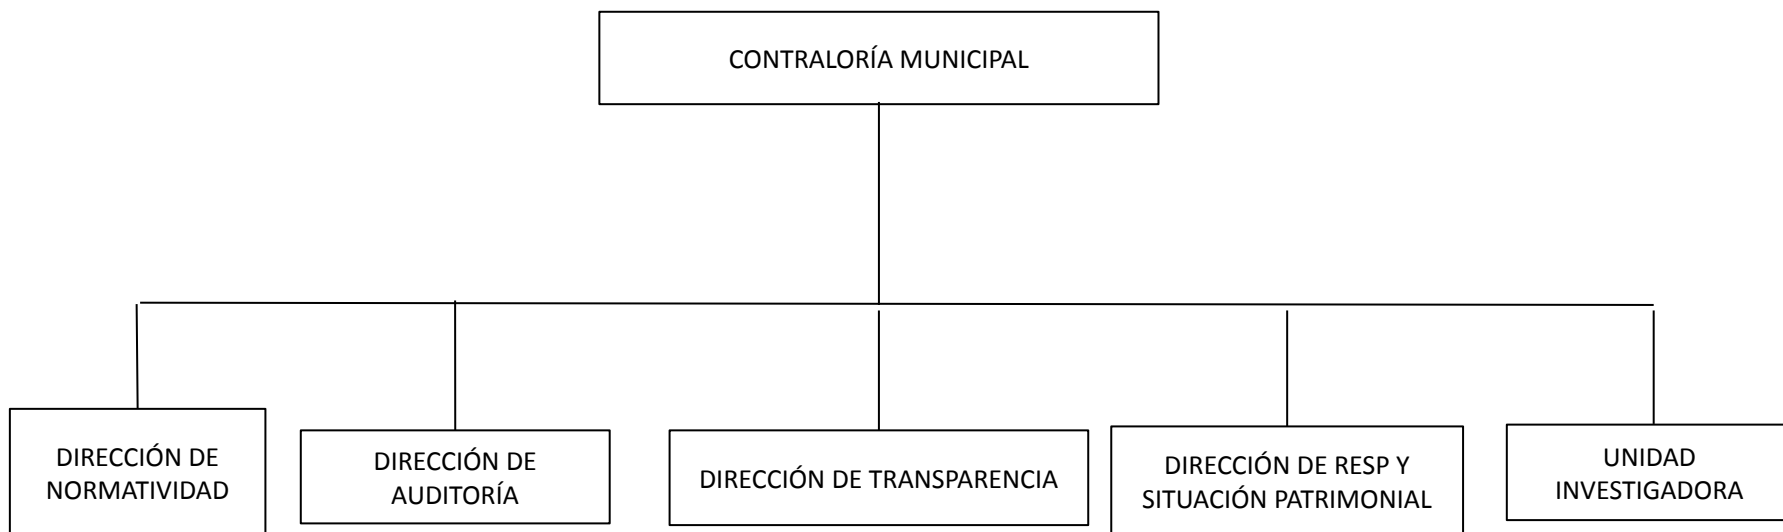 CONTRALORÍA MUNICIPAL
DIRECCIÓN DE
NORMATIVIDAD
DIRECCIÓN DE
AUDITORÍA
DIRECCIÓN DE TRANSPARENCIA
DIRECCIÓN DE RESP Y
SITUACIÓN PATRIMONIAL
UNIDAD
INVESTIGADORA